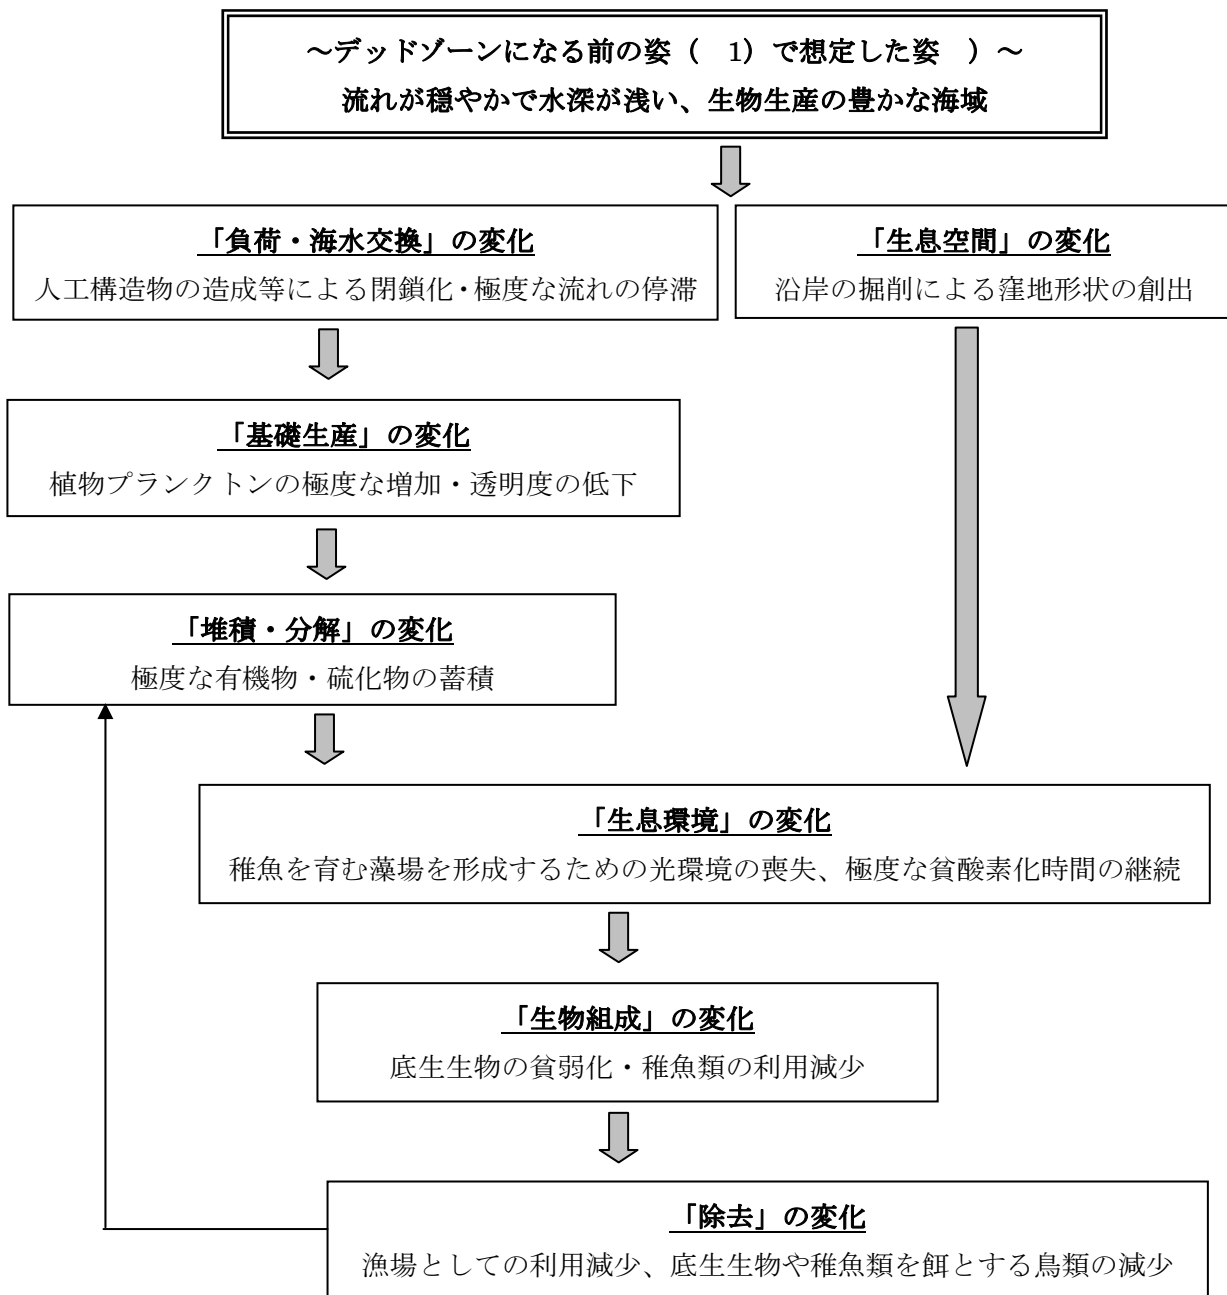 ～デッドゾーンになる前の姿（　1）で想定した姿　）～
流れが穏やかで水深が浅い、生物生産の豊かな海域
「負荷・海水交換」の変化
人工構造物の造成等による閉鎖化・極度な流れの停滞
「生息空間」の変化
沿岸の掘削による窪地形状の創出
「基礎生産」の変化
植物プランクトンの極度な増加・透明度の低下
「堆積・分解」の変化
極度な有機物・硫化物の蓄積
「生息環境」の変化
稚魚を育む藻場を形成するための光環境の喪失、極度な貧酸素化時間の継続
「生物組成」の変化
底生生物の貧弱化・稚魚類の利用減少
「除去」の変化
漁場としての利用減少、底生生物や稚魚類を餌とする鳥類の減少